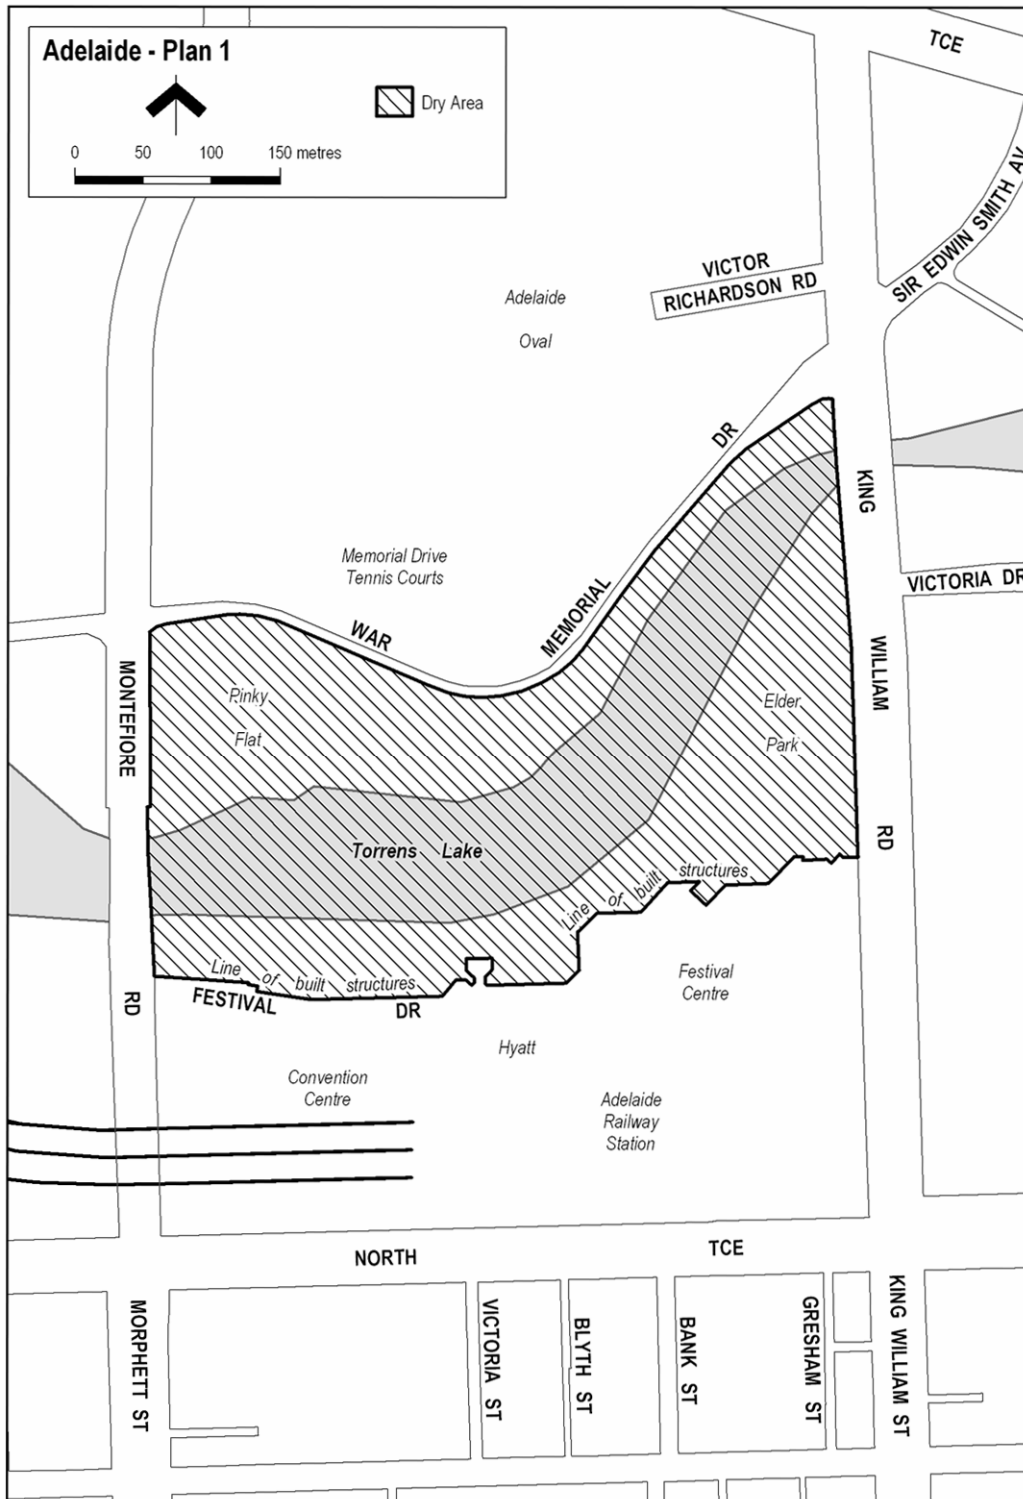 Adelaide - Plan 1
Dry Area
0 50 100 150 metres
TCE
SIR EDWIN SMITH AV
VICTOR
RICHARDSON RD
Adelaide
Oval
DR
KING
Memorial Drive
Tennis Courts
VICTORIA DR
MEMORIAL
WAR
WILLIAM
MONTEFIORE
Pinky
Flat
Elder
Park
RD
Torrens Lake
Line of built structures
Line of built structures
FESTIVAL
DR
RD
Festival
Centre
Hyatt
Convention
Centre
Adelaide
Railway
Station
NORTH
TCE
MORPHETT ST
VICTORIA ST
BLYTH ST
BANK ST
GRESHAM ST
KING WILLIAM ST